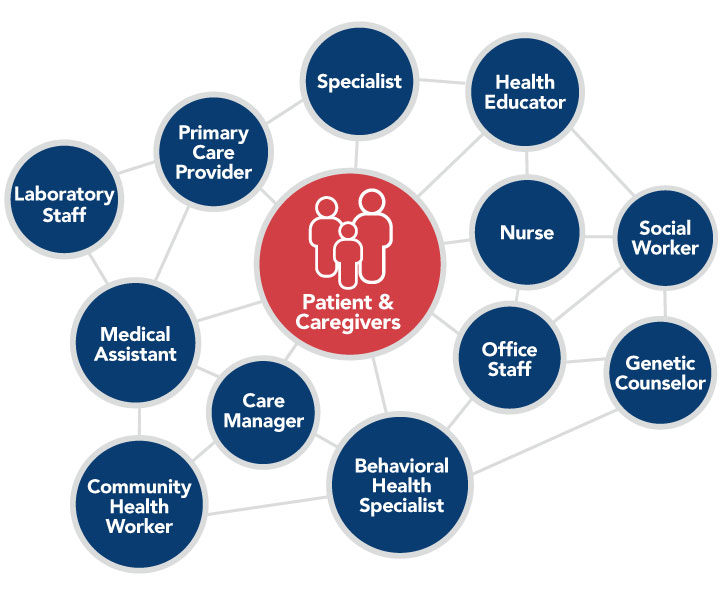 Specialist
Health
Educator
Primary
Care
Provider
Laboratory
Staff
Nurse
Social
Worker
Patient &
Caregivers
Medical
Assistant
Office
Staff
Genetic
Counselor
Care
Manager
Behavioral
Health
Specialist
Community
Health
Worker